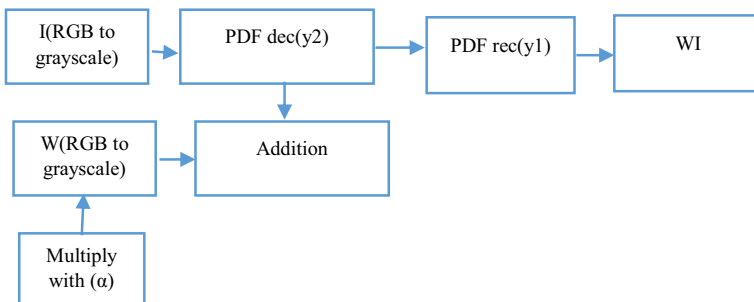 I(RGB to
grayscale)
PDF dec(y2)
PDF rec(y1)
WI
W(RGB to
grayscale)
Addition
Multiply
with (α)